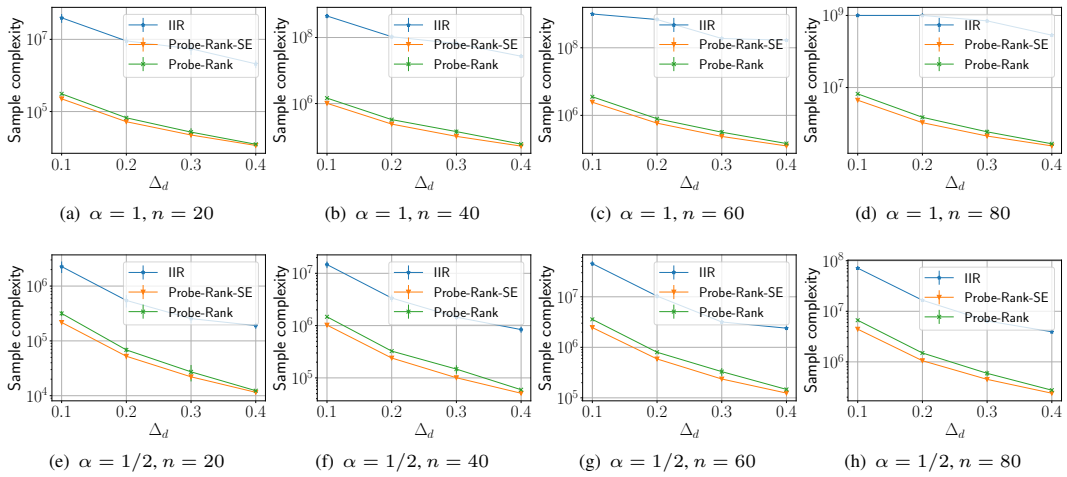 Sample complexity
10^7
10^5
IIR
Probe-Rank-SE
Probe-Rank
0.1 0.2 0.3 0.4
Δ_d
(a) α = 1, n = 20
Sample complexity
10^8
10^6
IIR
Probe-Rank-SE
Probe-Rank
0.1 0.2 0.3 0.4
Δ_d
(b) α = 1, n = 40
Sample complexity
10^8
10^6
IIR
Probe-Rank-SE
Probe-Rank
0.1 0.2 0.3 0.4
Δ_d
(c) α = 1, n = 60
Sample complexity
10^9
10^7
IIR
Probe-Rank-SE
Probe-Rank
0.1 0.2 0.3 0.4
Δ_d
(d) α = 1, n = 80
Sample complexity
10^6
10^5
10^4
IIR
Probe-Rank-SE
Probe-Rank
0.1 0.2 0.3 0.4
Δ_d
(e) α = 1/2, n = 20
Sample complexity
10^7
10^6
10^5
IIR
Probe-Rank-SE
Probe-Rank
0.1 0.2 0.3 0.4
Δ_d
(f) α = 1/2, n = 40
Sample complexity
10^7
10^6
10^5
IIR
Probe-Rank-SE
Probe-Rank
0.1 0.2 0.3 0.4
Δ_d
(g) α = 1/2, n = 60
Sample complexity
10^8
10^7
10^6
IIR
Probe-Rank-SE
Probe-Rank
0.1 0.2 0.3 0.4
Δ_d
(h) α = 1/2, n = 80